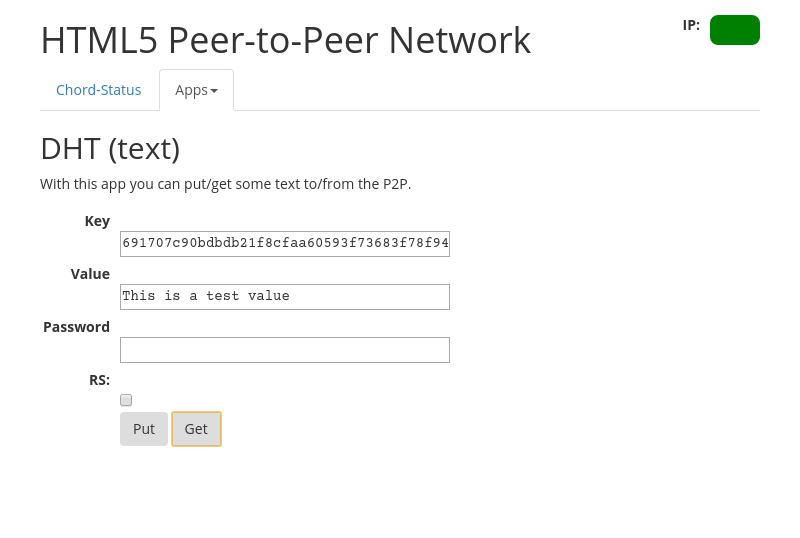 HTML5 Peer-to-Peer Network
IP:
Chord-Status
Apps
DHT (text)
With this app you can put/get some text to/from the P2P.
Key
691707c90bdbdb21f8cfaa60593f73683f78f94
Value
This is a test value
Password
RS:
Put
Get